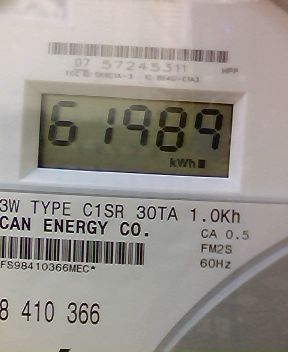 07 57245311 HPP
61989
kWh
3W TYPE C1SR 30TA 1.0Kh
CAN ENERGY CO.
CA 0.5
FM2S
60Hz
FS98410366MEC*
8 410 366